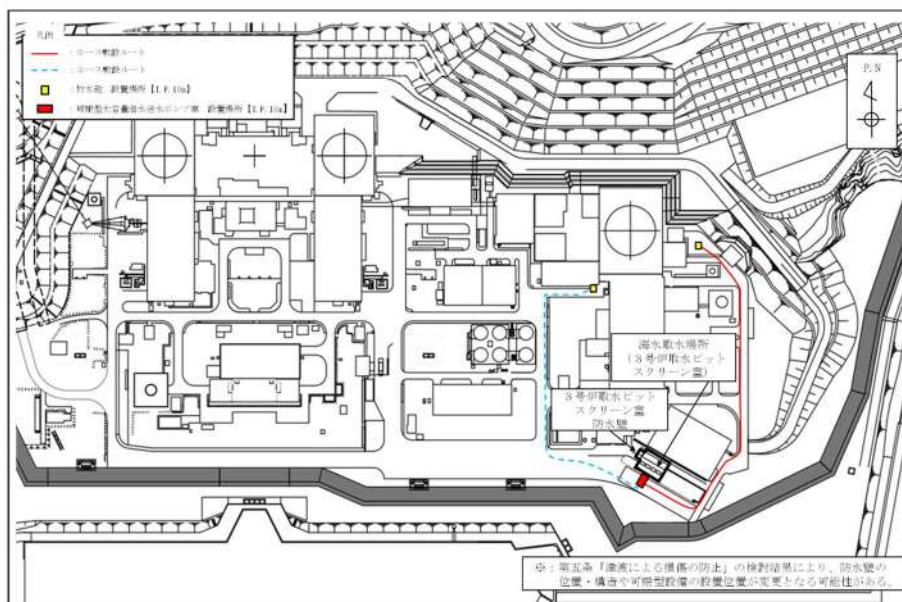 凡例
：ホース敷設ルート
：ホース敷設ルート
：放水砲 設置場所【T.P.10m】
：可搬型大容量海水送水ポンプ車 設置場所【T.P.10m】
P.N
海水取水場所
（３号炉取水ピット
スクリーン室）
３号炉取水ピット
スクリーン室
防水壁
※：第五条「津波による損傷の防止」の検討結果により、防水壁の
位置・構造や可搬型設備の設置位置が変更となる可能性がある。